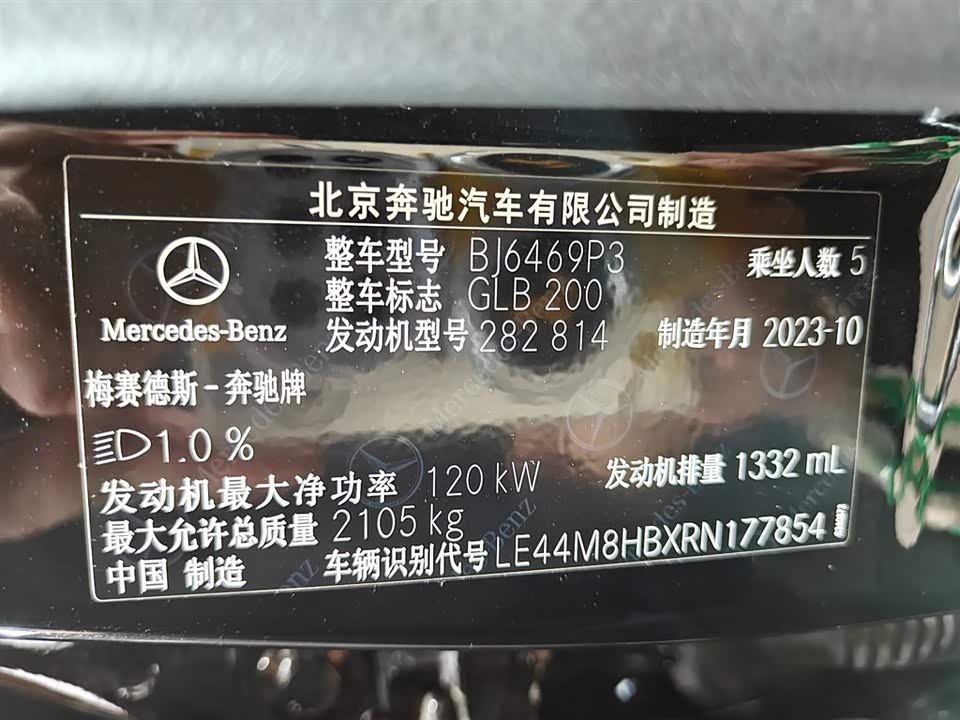 北京奔驰汽车有限公司制造
Mercedes-Benz
整车型号 BJ6469P3 乘坐人数 5
整车标志 GLB 200
发动机型号 282 814 制造年月 2023-10
梅赛德斯-奔驰牌
1.0 %
发动机最大净功率 120 kW 发动机排量 1332 mL
最大允许总质量 2105 kg
中国 制造 车辆识别代号 LE44M8HBXRN177854